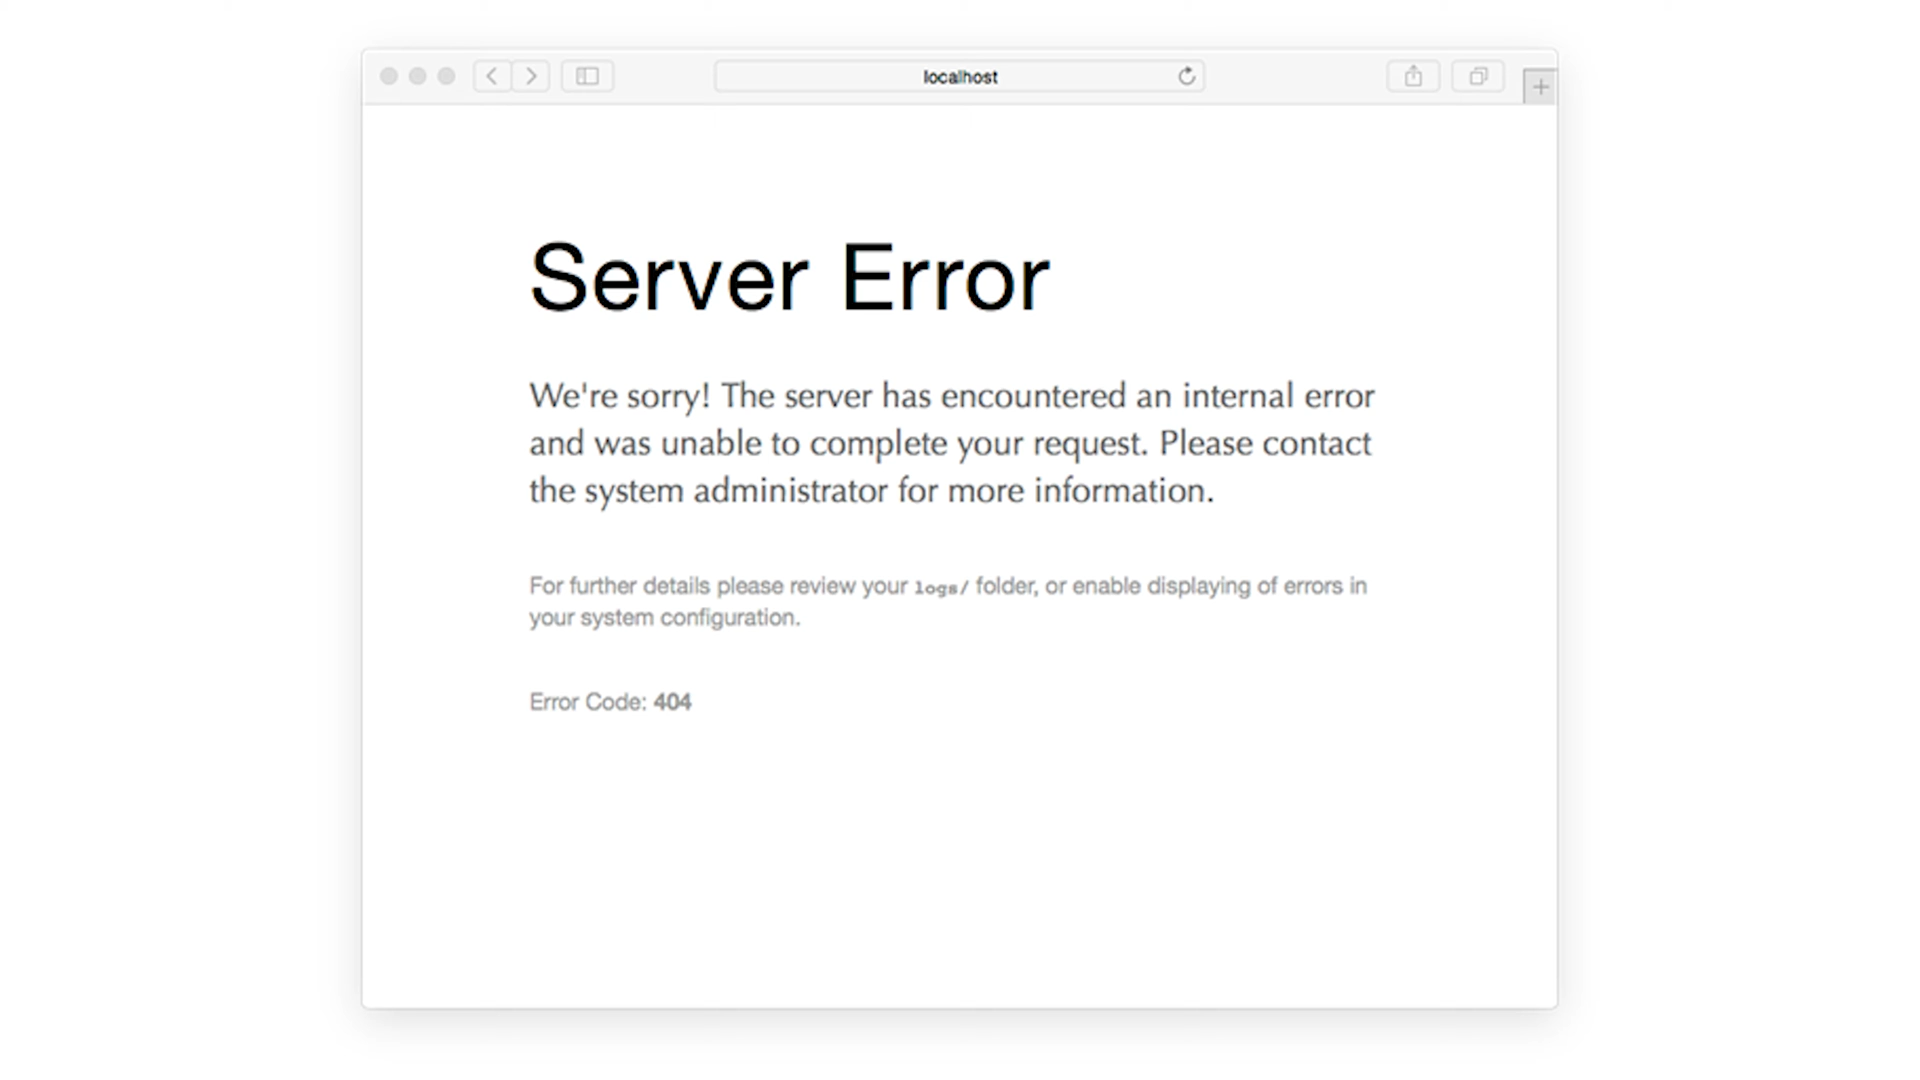 localhost
Server Error
We're sorry! The server has encountered an internal error
and was unable to complete your request. Please contact
the system administrator for more information.
For further details please review your logs/ folder, or enable displaying of errors in
your system configuration.
Error Code: 404